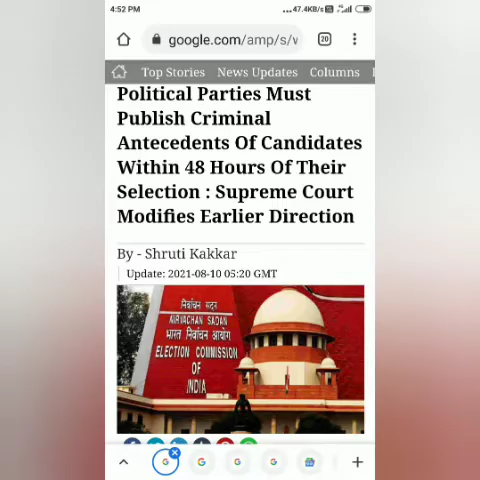 4:52 PM
...47.4KB/s
google.com/amp/s/v
20
Top Stories News Updates Columns
Political Parties Must
Publish Criminal
Antecedents Of Candidates
Within 48 Hours Of Their
Selection : Supreme Court
Modifies Earlier Direction
By - Shruti Kakkar
Update: 2021-08-10 05:20 GMT
निर्वाचन सदन
NIRVACHAN SADAN
भारत निर्वाचन आयोग
ELECTION COMMISSION
OF
INDIA